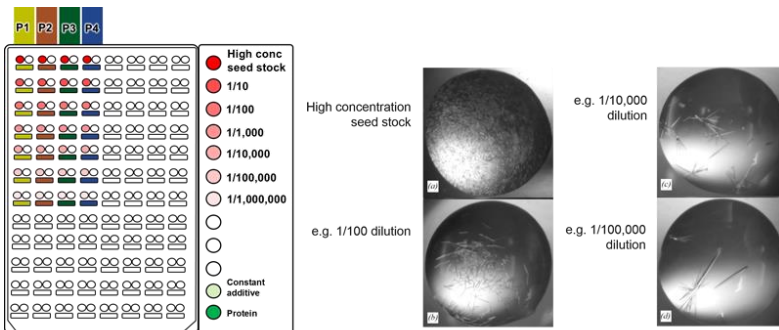 P1 P2 P3 P4
High conc
seed stock
1/10
1/100
1/1,000
1/10,000
1/100,000
1/1,000,000
Constant
additive
Protein
High concentration
seed stock
(a)
e.g. 1/10,000
dilution
(c)
e.g. 1/100 dilution
(b)
e.g. 1/100,000
dilution
(d)